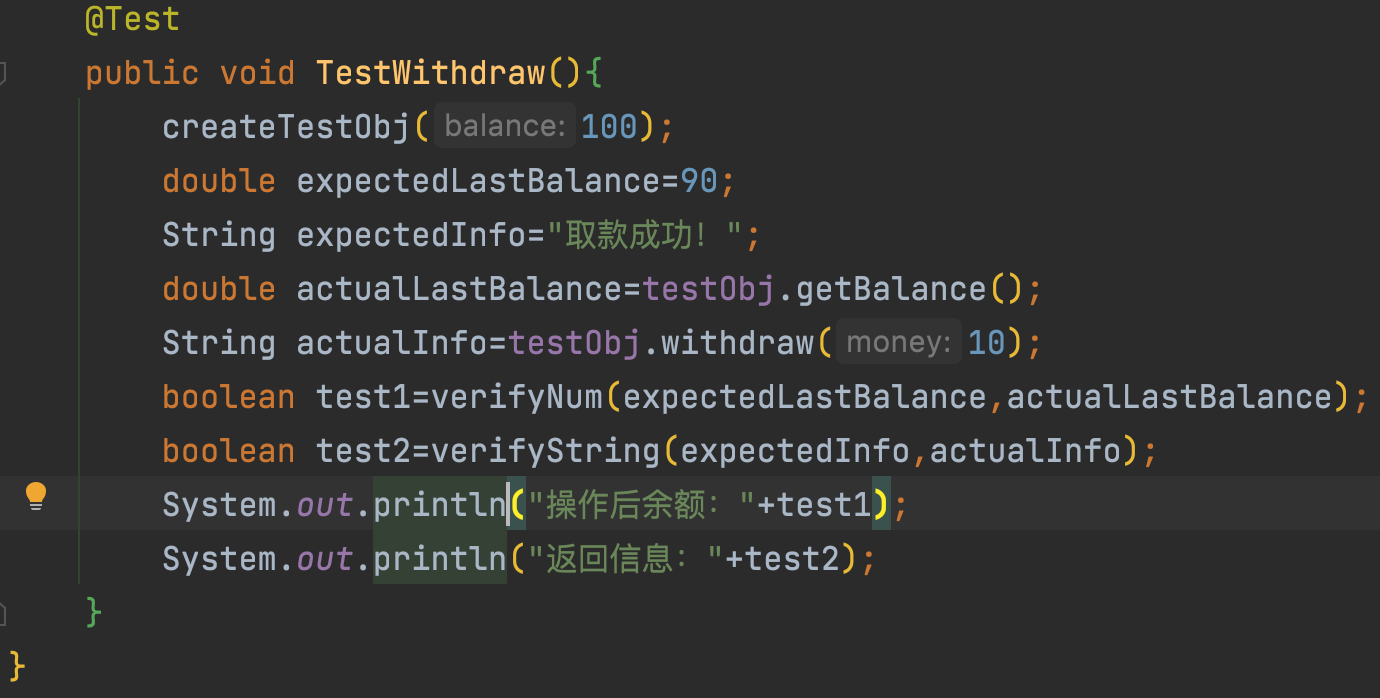 @Test
public void TestWithdraw(){
createTestObj( balance: 100);
double expectedLastBalance=90;
String expectedInfo="取款成功！";
double actualLastBalance=testObj.getBalance();
String actualInfo=testObj.withdraw( money: 10);
boolean test1=verifyNum(expectedLastBalance,actualLastBalance);
boolean test2=verifyString(expectedInfo,actualInfo);
System.out.println("操作后余额："+test1);
System.out.println("返回信息："+test2);
}
}